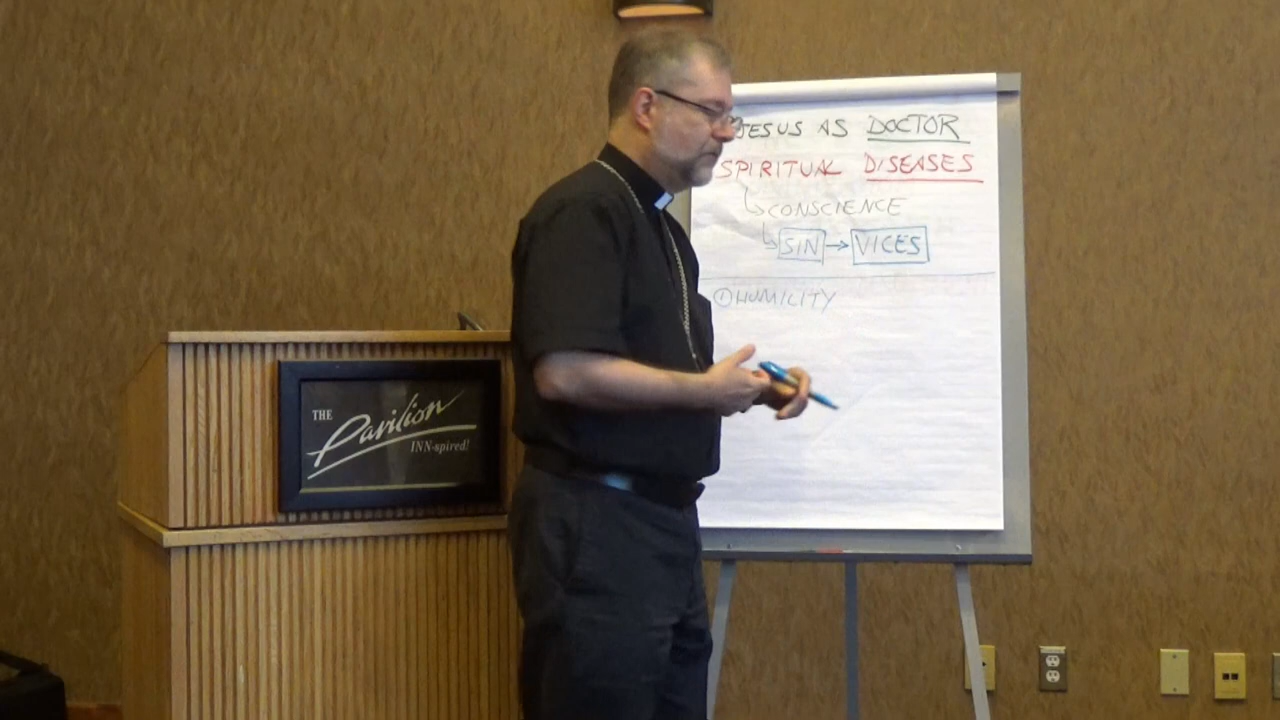 JESUS AS DOCTOR
SPIRITUAL DISEASES
CONSCIENCE
SIN → VICES
① HUMILITY
THE
Pavilion
INN-spired!